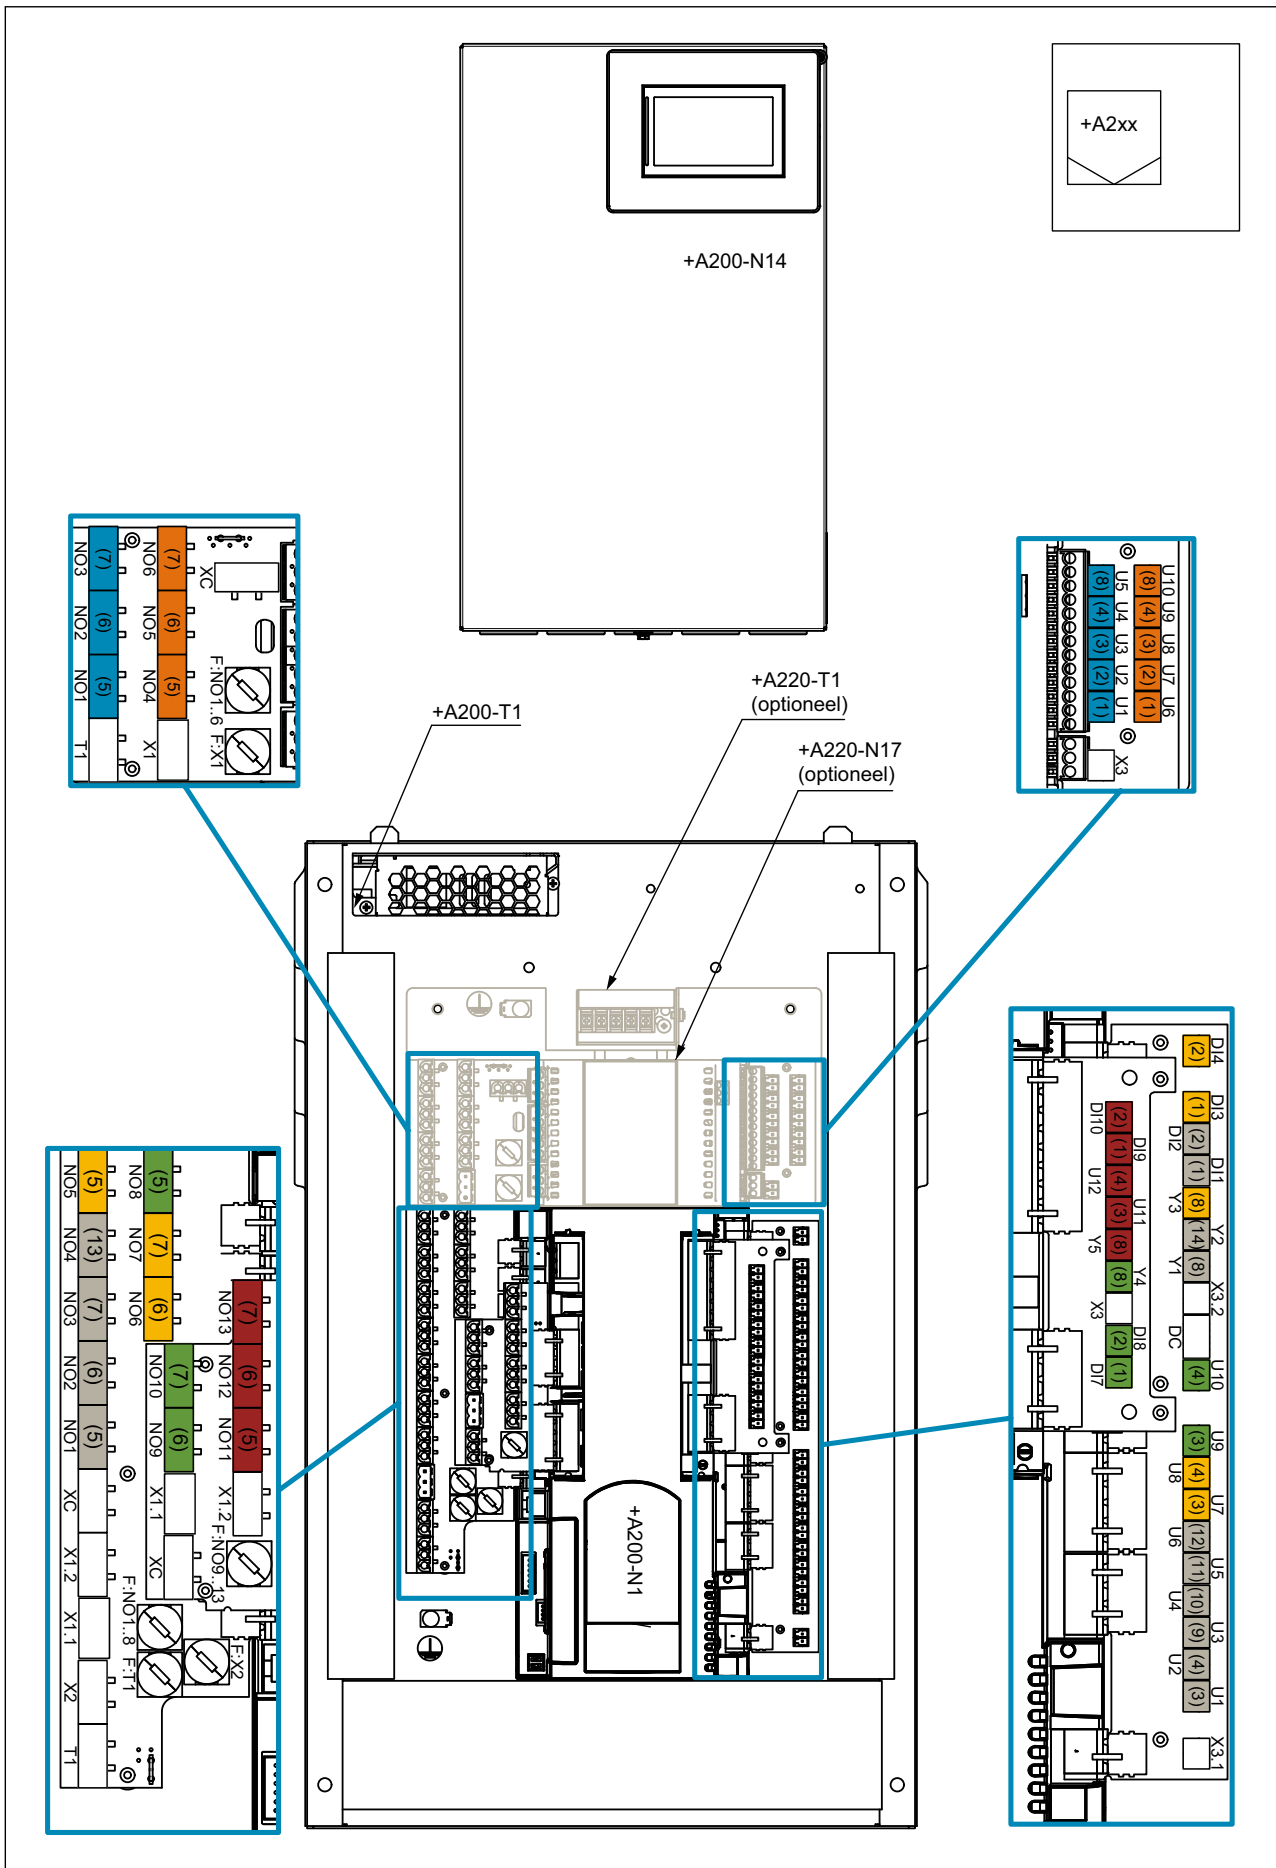 +A2xx
+A200-N14
+A200-T1
+A220-T1
(optioneel)
+A220-N17
(optioneel)
+A200-N1
NO3 NO2 NO1 T1
(7) (6) (5)
NO6 NO5 NO4 X1
(7) (6) (5)
XC
F:NO1..6 F:X1
U5 U4 U3 U2 U1
(8) (4) (3) (2) (1)
U10 U9 U8 U7 U6
(8) (4) (3) (2) (1)
X3
NO5 NO4 NO3 NO2 NO1 XC X1.2 X1.1 X2 T1
(5) (13) (7) (6) (5)
NO8 NO7 NO6
(5) (7) (6)
NO10 NO9 X1.1 XC
(7) (6)
NO13 NO12 NO11 X1.2
(7) (6) (5)
F:NO9..13
F:NO1..8
F:T1
F:X2
DI4 DI3 DI2 DI1 Y3 Y2 Y1 X3.2 DC U10
(2) (1) (2) (1) (8) (14) (8) (4)
DI10 DI9 U12 U11 Y5 Y4 X3 DI8 DI7
(2) (1) (4) (3) (8) (8) (2) (1)
U9 U8 U7 U6 U5 U4 U3 U2 U1
(3) (4) (3) (12) (11) (10) (9) (4) (3)
X3.1